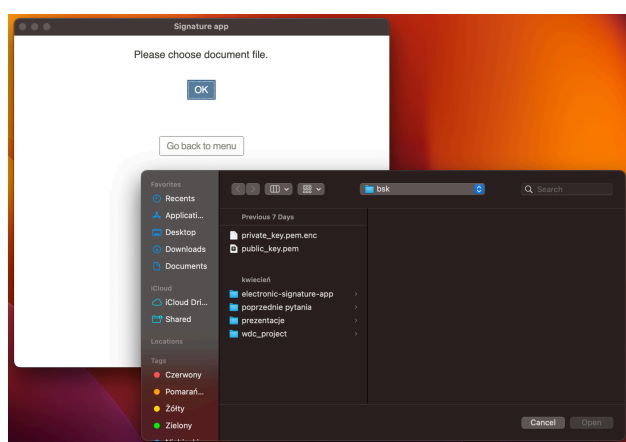 Signature app
Please choose document file.
OK
Go back to menu
Favorites
Recents
Applicati...
Desktop
Downloads
Documents
iCloud
iCloud Dri...
Shared
Locations
Tags
Czerwony
Pomarań...
Żółty
Zielony
bsk
Search
Previous 7 Days
private_key.pem.enc
public_key.pem
kwiecień
electronic-signature-app
poprzednie pytania
prezentacje
wdc_project
Cancel
Open